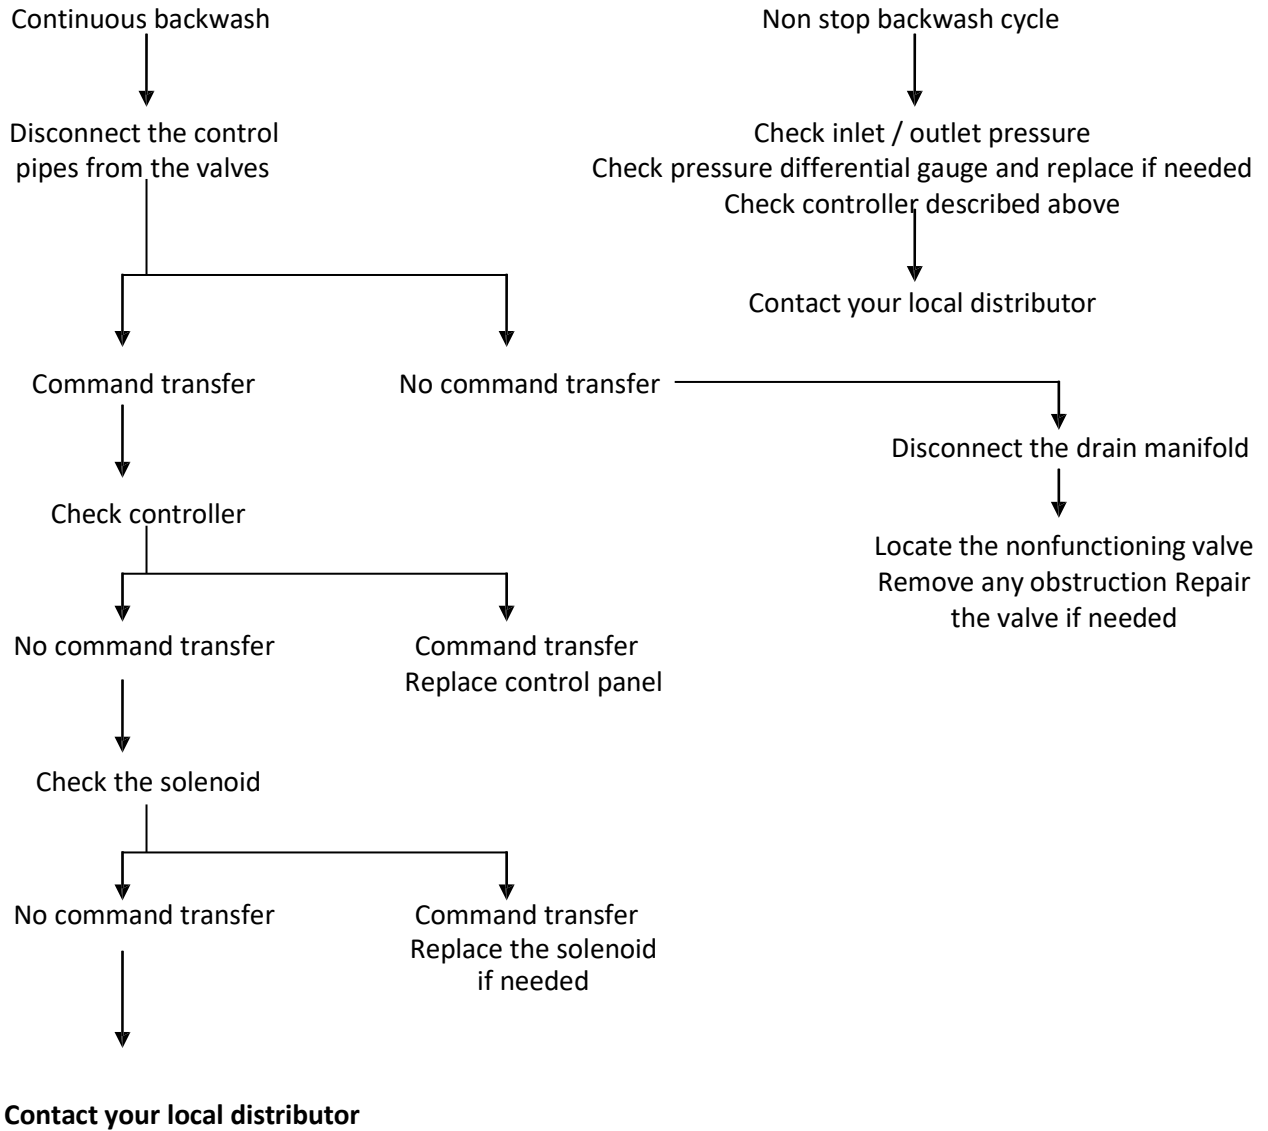 Continuous backwash
Non stop backwash cycle
Disconnect the control
pipes from the valves
Check inlet / outlet pressure
Check pressure differential gauge and replace if needed
Check controller described above
Contact your local distributor
Command transfer
No command transfer
Disconnect the drain manifold
Check controller
Locate the nonfunctioning valve
Remove any obstruction Repair
the valve if needed
No command transfer
Command transfer
Replace control panel
Check the solenoid
No command transfer
Command transfer
Replace the solenoid
if needed
Contact your local distributor